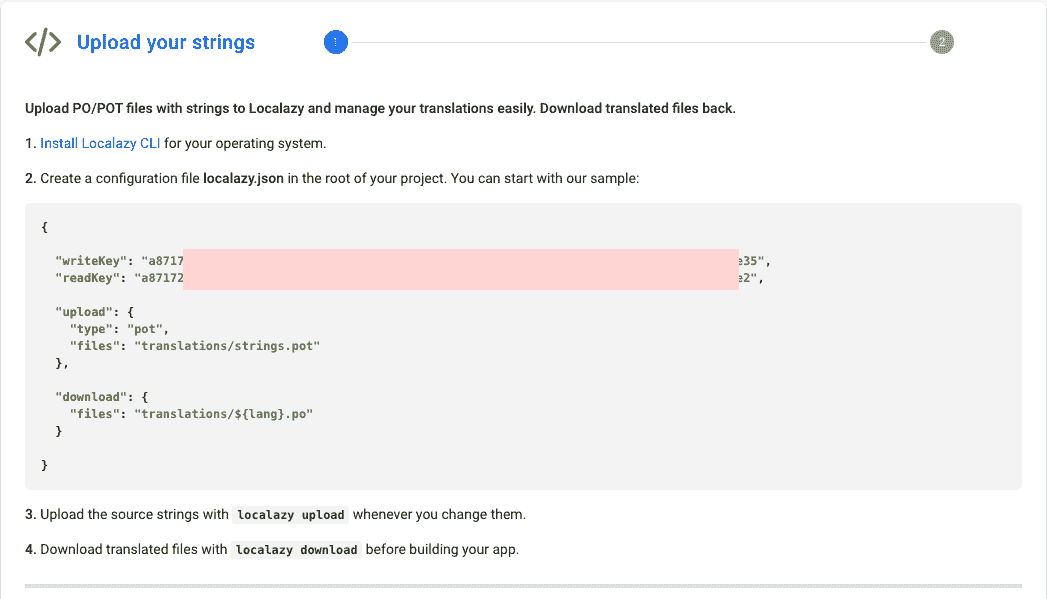 </> Upload your strings 1 2
Upload PO/POT files with strings to Localazy and manage your translations easily. Download translated files back.
1. Install Localazy CLI for your operating system.
2. Create a configuration file localazy.json in the root of your project. You can start with our sample:
{
"writeKey": "a8717 e35",
"readKey": "a87172 e2",
"upload": {
"type": "pot",
"files": "translations/strings.pot"
},
"download": {
"files": "translations/${lang}.po"
}
}
3. Upload the source strings with localazy upload whenever you change them.
4. Download translated files with localazy download before building your app.